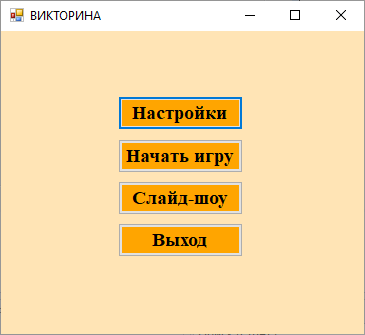 ВИКТОРИНА
Настройки
Начать игру
Слайд-шоу
Выход